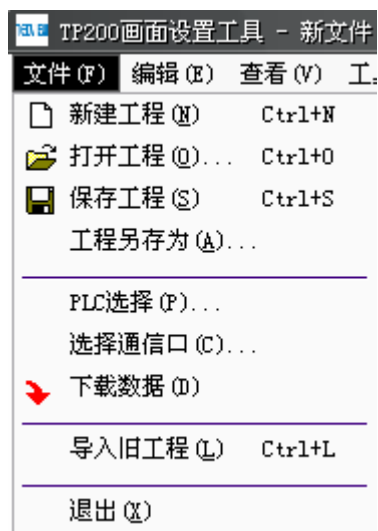 TP200画面设置工具 - 新文件
文件(F) 编辑(E) 查看(V) 工
新建工程(N) Ctrl+N
打开工程(O)... Ctrl+O
保存工程(S) Ctrl+S
工程另存为(A)...
PLC选择(P)...
选择通信口(C)...
下载数据(D)
导入旧工程(L) Ctrl+L
退出(X)